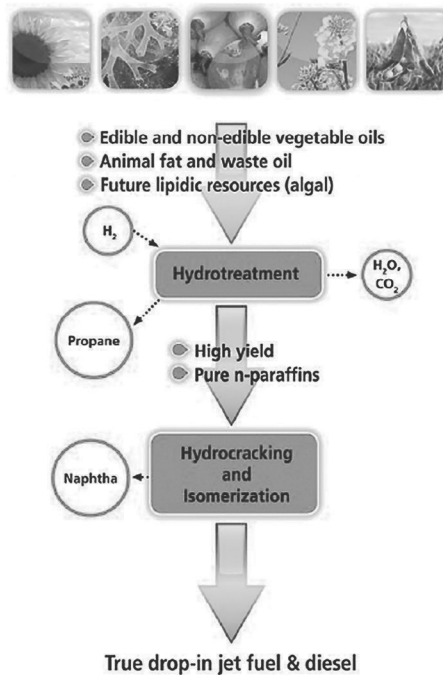 Edible and non-edible vegetable oils
Animal fat and waste oil
Future lipidic resources (algal)
H₂
Hydrotreatment
H₂O,
CO₂
Propane
High yield
Pure n-paraffins
Hydrocracking
and
Isomerization
Naphtha
True drop-in jet fuel & diesel